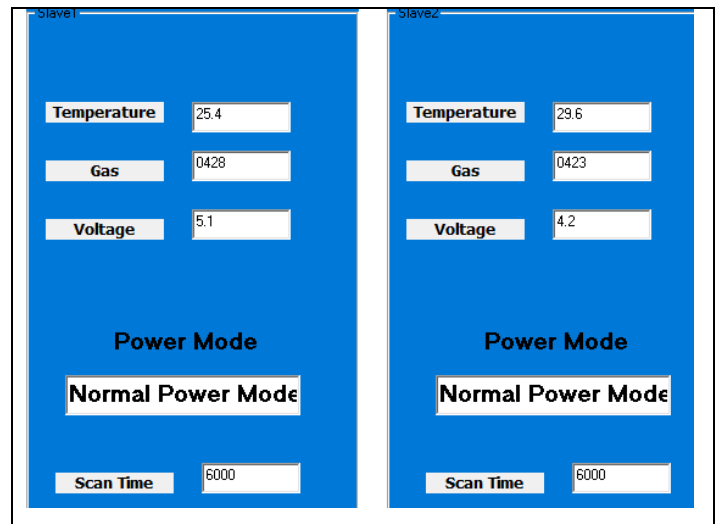 Slave1
Temperature 25.4
Gas 0428
Voltage 5.1
Power Mode
Normal Power Mode
Scan Time 6000
Slave2
Temperature 29.6
Gas 0423
Voltage 4.2
Power Mode
Normal Power Mode
Scan Time 6000